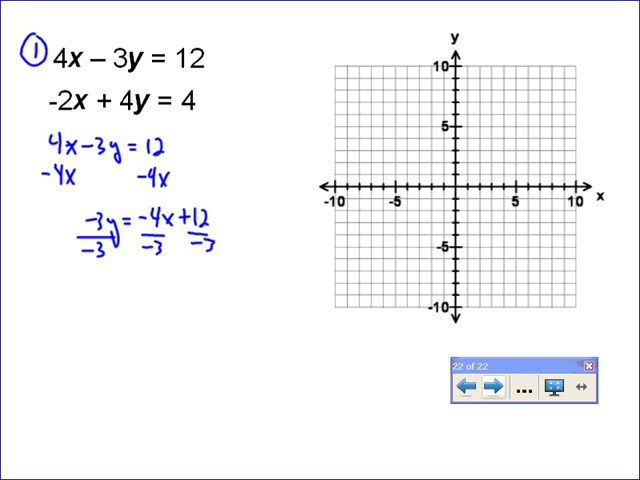 ① 4x – 3y = 12
-2x + 4y = 4
4x – 3y = 12
-4x -4x
-3y = -4x + 12
-3 -3 -3
y
10
5
-10 -5 5 10 x
-5
-10
22 of 22
...